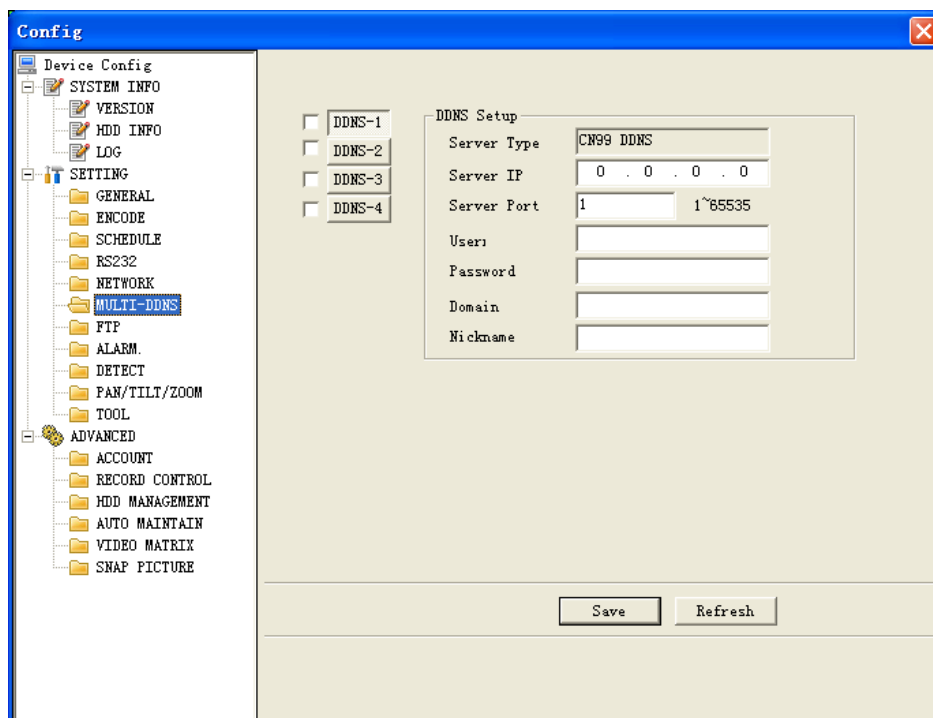 Config
Device Config
SYSTEM INFO
VERSION
HDD INFO
LOG
SETTING
GENERAL
ENCODE
SCHEDULE
RS232
NETWORK
MULTI-DDNS
FTP
ALARM.
DETECT
PAN/TILT/ZOOM
TOOL
ADVANCED
ACCOUNT
RECORD CONTROL
HDD MANAGEMENT
AUTO MAINTAIN
VIDEO MATRIX
SNAP PICTURE
DDNS-1
DDNS-2
DDNS-3
DDNS-4
DDNS Setup
Server Type CN99 DDNS
Server IP 0 . 0 . 0 . 0
Server Port 1 1~65535
User:
Password
Domain
Nickname
Save Refresh